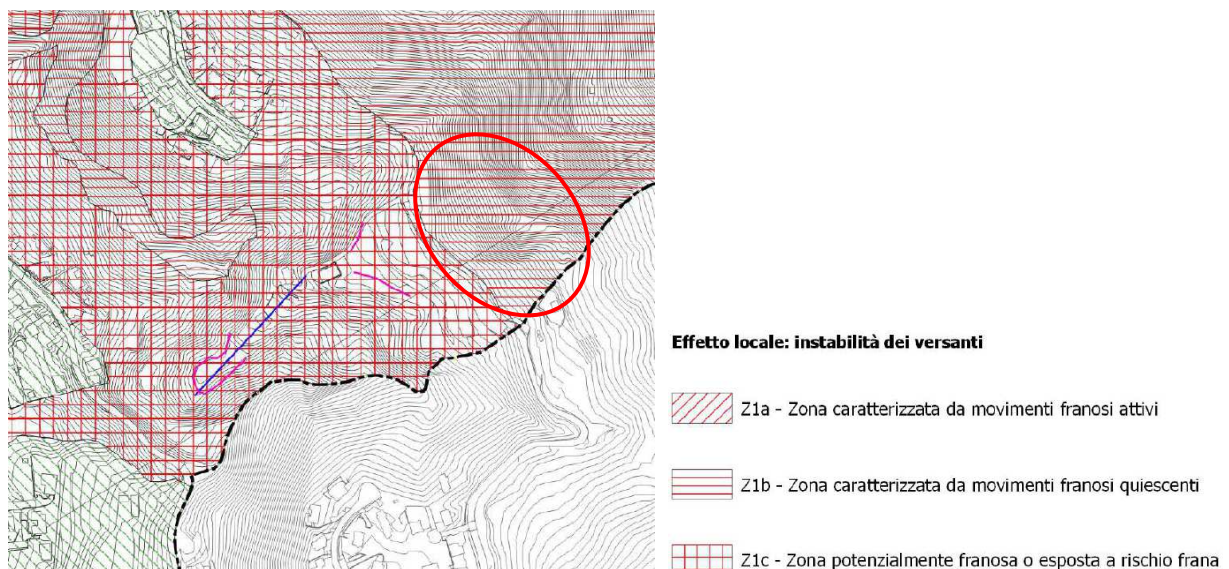 Effetto locale: instabilità dei versanti
Z1a - Zona caratterizzata da movimenti franosi attivi
Z1b - Zona caratterizzata da movimenti franosi quiescenti
Z1c - Zona potenzialmente franosa o esposta a rischio frana